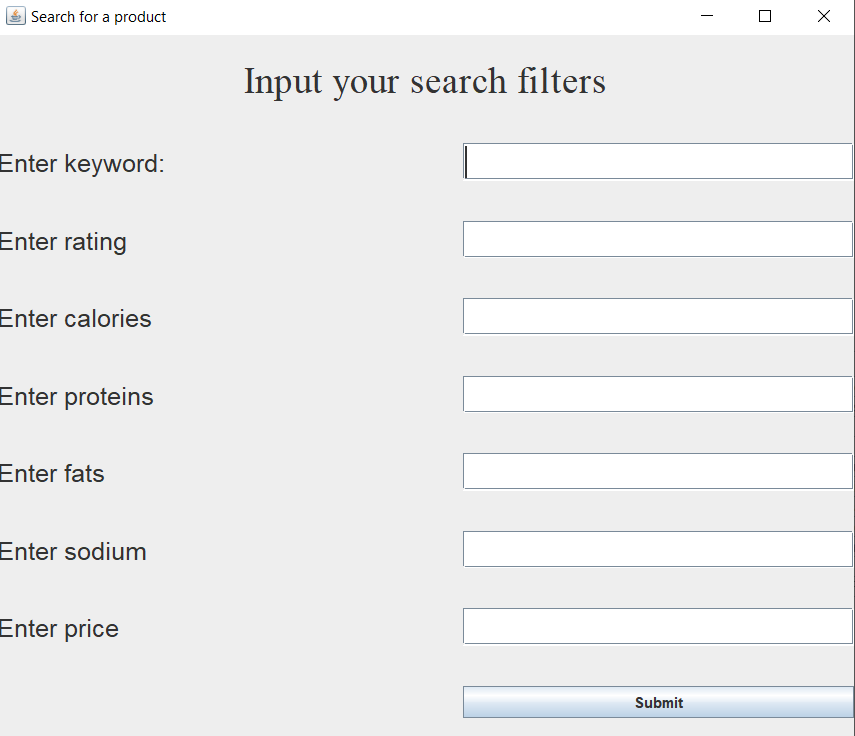 Search for a product
Input your search filters
Enter keyword:
Enter rating
Enter calories
Enter proteins
Enter fats
Enter sodium
Enter price
Submit